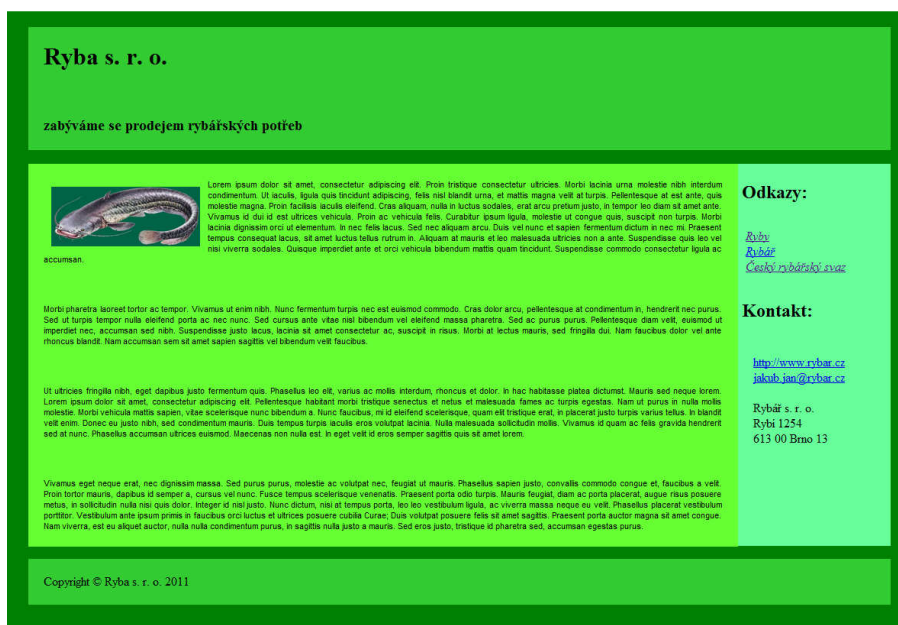 Ryba s. r. o.
zabýváme se prodejem rybářských potřeb
Lorem ipsum dolor sit amet, consectetur adipiscing elit. Proin tristique consectetur ultricies. Morbi lacinia urna molestie nibh interdum
condimentum. Ut iaculis, ligula quis tincidunt adipiscing, felis nisl blandit urna, et mattis magna velit at turpis. Pellentesque at est ante, quis
molestie magna. Proin facilisis iaculis eleifend. Cras aliquam, nulla in luctus sodales, erat arcu pretium justo, in tempor leo diam sit amet ante.
Vivamus id dui id est ultrices vehicula. Proin ac vehicula felis. Curabitur ipsum ligula, molestie ut congue quis, suscipit non turpis. Morbi
lacinia dignissim orci ut elementum. In nec felis lacus. Sed nec aliquam arcu. Duis vel nunc et sapien fermentum dictum in nec mi. Praesent
tempus consequat lacus, sit amet luctus tellus rutrum in. Aliquam at mauris et leo malesuada ultricies non a ante. Suspendisse quis leo vel
nisi viverra sodales. Quisque imperdiet ante et orci vehicula bibendum mattis quam tincidunt. Suspendisse commodo consectetur ligula ac
accumsan.
Morbi pharetra laoreet tortor ac tempor. Vivamus ut enim nibh. Nunc fermentum turpis nec est euismod commodo. Cras dolor arcu, pellentesque at condimentum in, hendrerit nec purus.
Sed ut turpis tempor nulla eleifend porta ac nec nunc. Sed cursus ante vitae nisl bibendum vel eleifend massa pharetra. Sed ac purus purus. Pellentesque diam velit, euismod ut
imperdiet nec, accumsan sed nibh. Suspendisse justo lacus, lacinia sit amet consectetur ac, suscipit in risus. Morbi at lectus mauris, sed fringilla dui. Nam faucibus dolor vel ante
rhoncus blandit. Nam accumsan sem sit amet sapien sagittis vel bibendum velit faucibus.
Ut ultricies fringilla nibh, eget dapibus justo fermentum quis. Phasellus leo elit, varius ac mollis interdum, rhoncus et dolor. In hac habitasse platea dictumst. Mauris sed neque lorem.
Lorem ipsum dolor sit amet, consectetur adipiscing elit. Pellentesque habitant morbi tristique senectus et netus et malesuada fames ac turpis egestas. Nam ut purus in nulla mollis
molestie. Morbi vehicula mattis sapien, vitae scelerisque nunc bibendum a. Nunc faucibus, mi id eleifend scelerisque, quam elit tristique erat, in placerat justo turpis varius tellus. In blandit
velit enim. Donec eu justo nibh, sed condimentum mauris. Duis tempus turpis iaculis eros volutpat lacinia. Nulla malesuada sollicitudin mollis. Vivamus id quam ac felis gravida hendrerit
sed at nunc. Phasellus accumsan ultrices euismod. Maecenas non nulla est. In eget velit id eros semper sagittis quis sit amet lorem.
Vivamus eget neque erat, nec dignissim massa. Sed purus purus, molestie ac volutpat nec, feugiat ut mauris. Phasellus sapien justo, convallis commodo congue et, faucibus a velit.
Proin tortor mauris, dapibus id semper a, cursus vel nunc. Fusce tempus scelerisque venenatis. Praesent porta odio turpis. Mauris feugiat, diam ac porta placerat, augue risus posuere
metus, in sollicitudin nulla nisi quis dolor. Integer id nisl justo. Nunc dictum, nisi at tempus porta, leo leo vestibulum ligula, ac viverra massa neque eu velit. Phasellus placerat vestibulum
porttitor. Vestibulum ante ipsum primis in faucibus orci luctus et ultrices posuere cubilia Curae; Duis volutpat posuere felis sit amet sagittis. Praesent porta auctor magna sit amet congue.
Nam viverra, est eu aliquet auctor, nulla nulla condimentum purus, in sagittis nulla justo a mauris. Sed eros justo, tristique id pharetra sed, accumsan egestas purus.
Odkazy:
Ryby
Rybář
Český rybářský svaz
Kontakt:
http://www.rybar.cz
jakub.jan@rybar.cz
Rybář s. r. o.
Rybí 1254
613 00 Brno 13
Copyright © Ryba s. r. o. 2011